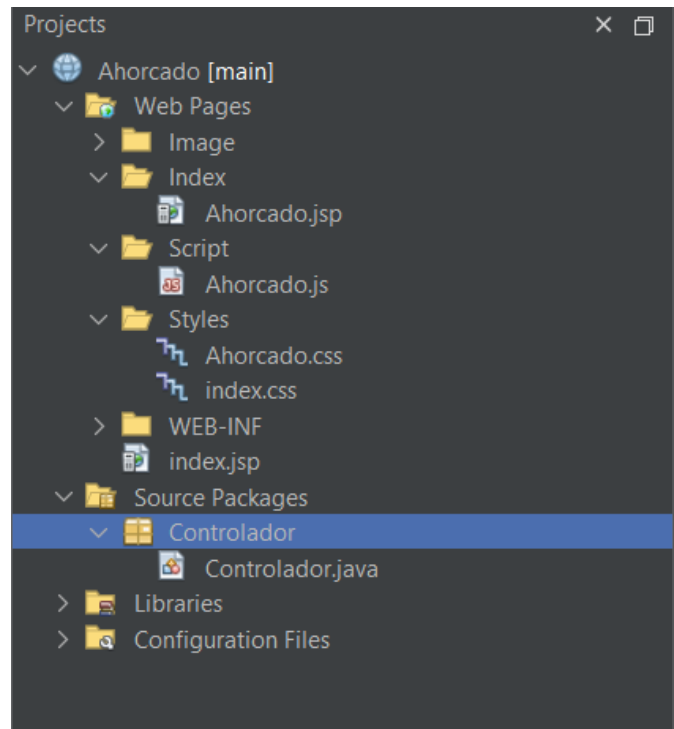 Projects
Ahorcado [main]
Web Pages
Image
Index
Ahorcado.jsp
Script
Ahorcado.js
Styles
Ahorcado.css
index.css
WEB-INF
index.jsp
Source Packages
Controlador
Controlador.java
Libraries
Configuration Files